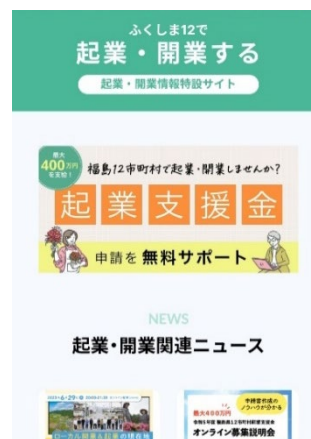 ふくしま12で
起業・開業する
起業・開業情報特設サイト
最大
400万円
を支給!
福島12市町村で起業・開業しませんか?
起業支援金
申請を無料サポート
NEWS
起業・開業関連ニュース
ローカル開業&起業の現在地
申請書作成の
ノウハウが分かる
最大400万円
オンライン募集説明会